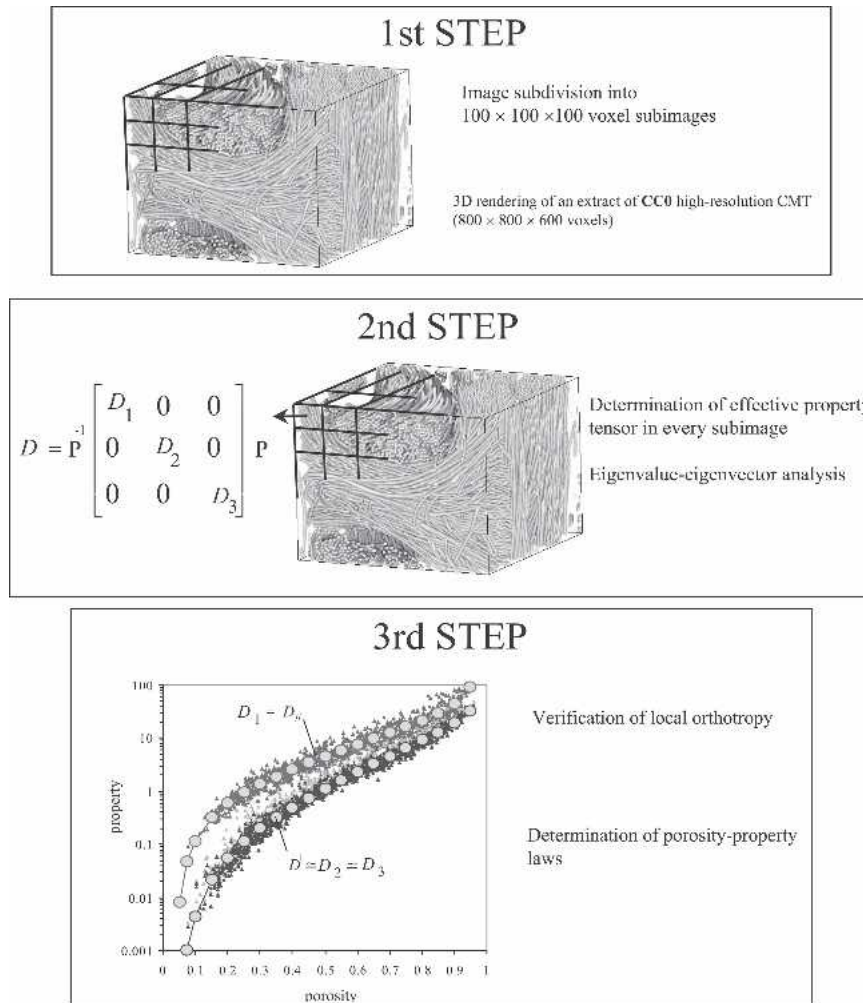 1st STEP
Image subdivision into
100 × 100 ×100 voxel subimages
3D rendering of an extract of CC0 high-resolution CMT
(800 × 800 × 600 voxels)
2nd STEP
D = P⁻¹ [ D₁ 0 0
0 D₂ 0
0 0 D₃ ] P
Determination of effective property
tensor in every subimage
Eigenvalue-eigenvector analysis
3rd STEP
property
100
10
1
0.1
0.01
0.001
D₁ =
D = D₂ = D₃
0 0 1 0 2 0.3 0.4 0.5 0.6 0 7 0 8 0 9 1
porosity
Verification of local orthotropy
Determination of porosity-property
laws